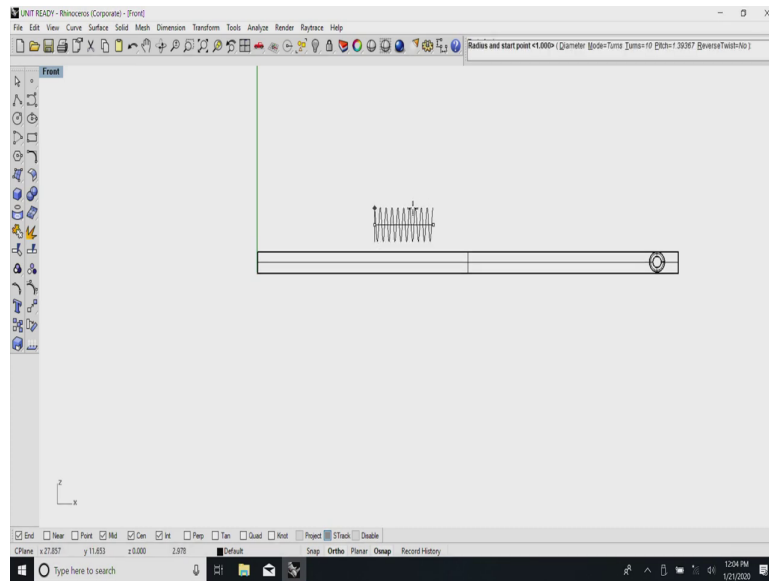 UNIT READY - Rhinoceros (Corporate) - [Front]
File Edit View Curve Surface Solid Mesh Dimension Transform Tools Analyze Render Raytrace Help
Radius and start point <1.000> ( Diameter Mode=Turns Turns=10 Pitch=1.39367 ReverseTwist=No ):
Front
z
x
End Near Point Mid Cen Int Perp Tan Quad Knot Project STrack Disable
CPlane x 27.857 y 11.653 z 0.000 2.978 Default Snap Ortho Planar Osnap Record History
Type here to search
12:04 PM
1/21/2020